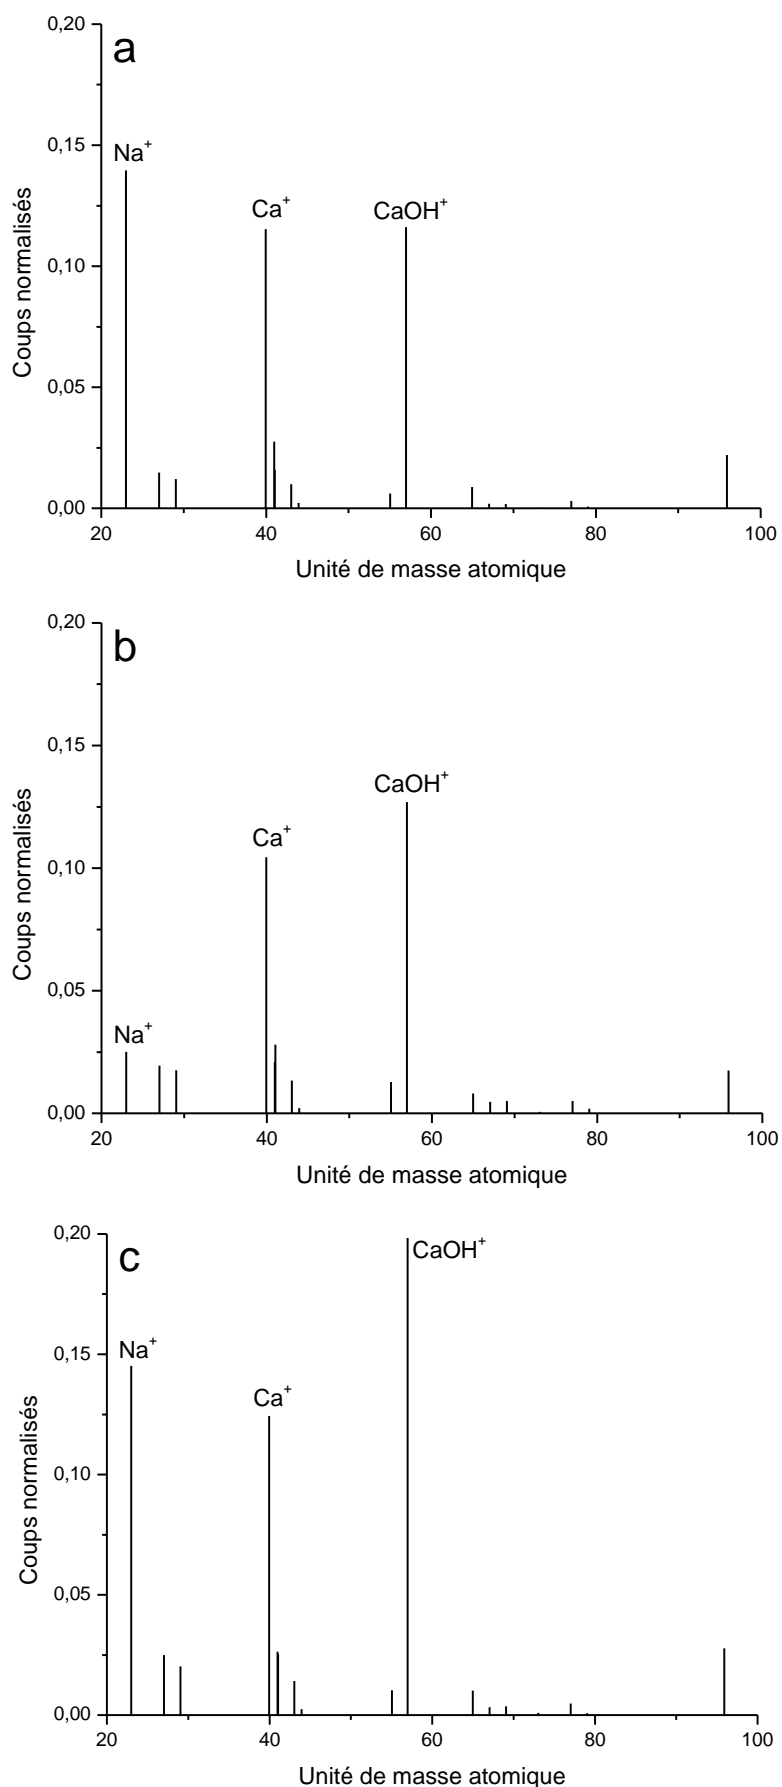 a
0,20
0,15
0,10
0,05
0,00
Coups normalisés
Na⁺
Ca⁺
CaOH⁺
20 40 60 80 100
Unité de masse atomique
b
0,20
0,15
0,10
0,05
0,00
Coups normalisés
Na⁺
Ca⁺
CaOH⁺
20 40 60 80 100
Unité de masse atomique
c
0,20
0,15
0,10
0,05
0,00
Coups normalisés
Na⁺
Ca⁺
CaOH⁺
20 40 60 80 100
Unité de masse atomique